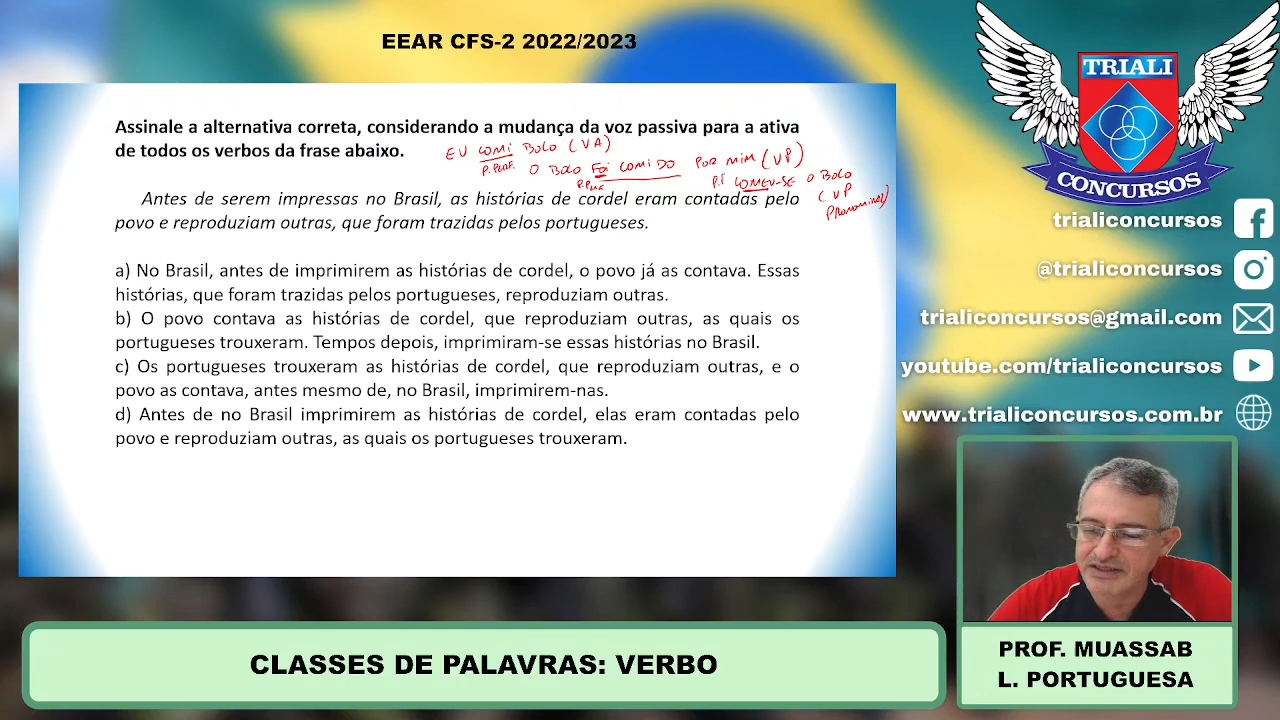 EEAR CFS-2 2022/2023
TRIALI
CONCURSOS
Assinale a alternativa correta, considerando a mudança da voz passiva para a ativa
de todos os verbos da frase abaixo.
EU COMI BOLO (VA)
P. PERF.
O BOLO FOI COMIDO POR MIM (VP)
COMEU-SE O BOLO
(VP
PRONOMINAL)
Antes de serem impressas no Brasil, as histórias de cordel eram contadas pelo
povo e reproduziam outras, que foram trazidas pelos portugueses.
a) No Brasil, antes de imprimirem as histórias de cordel, o povo já as contava. Essas
histórias, que foram trazidas pelos portugueses, reproduziam outras.
b) O povo contava as histórias de cordel, que reproduziam outras, as quais os
portugueses trouxeram. Tempos depois, imprimiram-se essas histórias no Brasil.
c) Os portugueses trouxeram as histórias de cordel, que reproduziam outras, e o
povo as contava, antes mesmo de, no Brasil, imprimirem-nas.
d) Antes de no Brasil imprimirem as histórias de cordel, elas eram contadas pelo
povo e reproduziam outras, as quais os portugueses trouxeram.
trialiconcursos
@trialiconcursos
trialiconcursos@gmail.com
youtube.com/trialiconcursos
www.trialiconcursos.com.br
CLASSES DE PALAVRAS: VERBO
PROF. MUASSAB
L. PORTUGUESA